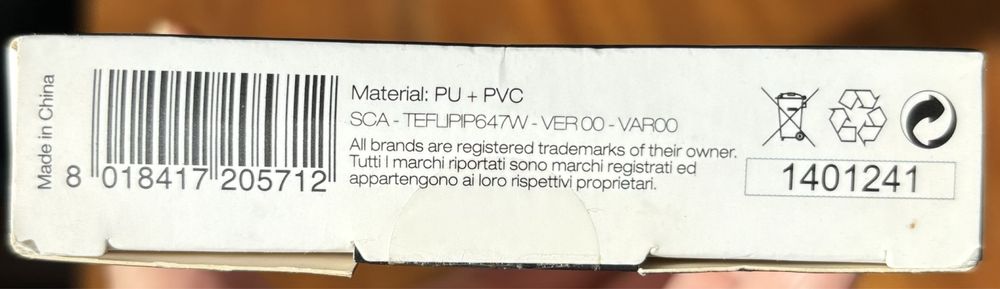 Made in China
8 018417 205712
Material: PU + PVC
SCA - TEFLIPIP647W - VER 00 - VAR00
All brands are registered trademarks of their owner.
Tutti I marchi riportati sono marchi registrati ed
appartengono ai loro rispettivi proprietari.
1401241